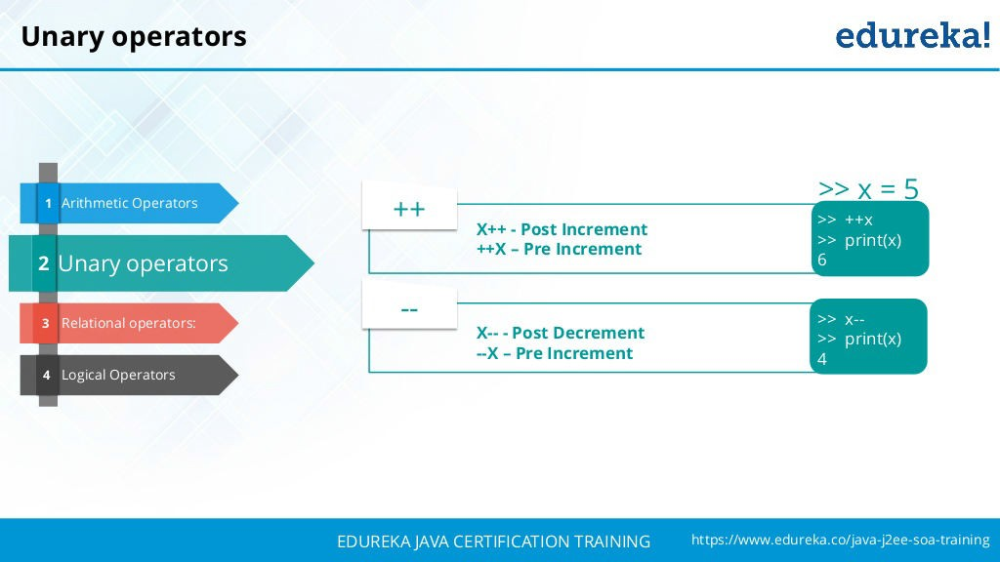 Unary operators
edureka!
1 Arithmetic Operators
2 Unary operators
3 Relational operators:
4 Logical Operators
++
X++ - Post Increment
++X – Pre Increment
>> x = 5
>> ++x
>> print(x)
6
--
X-- - Post Decrement
--X – Pre Increment
>> x--
>> print(x)
4
EDUREKA JAVA CERTIFICATION TRAINING
https://www.edureka.co/java-j2ee-soa-training